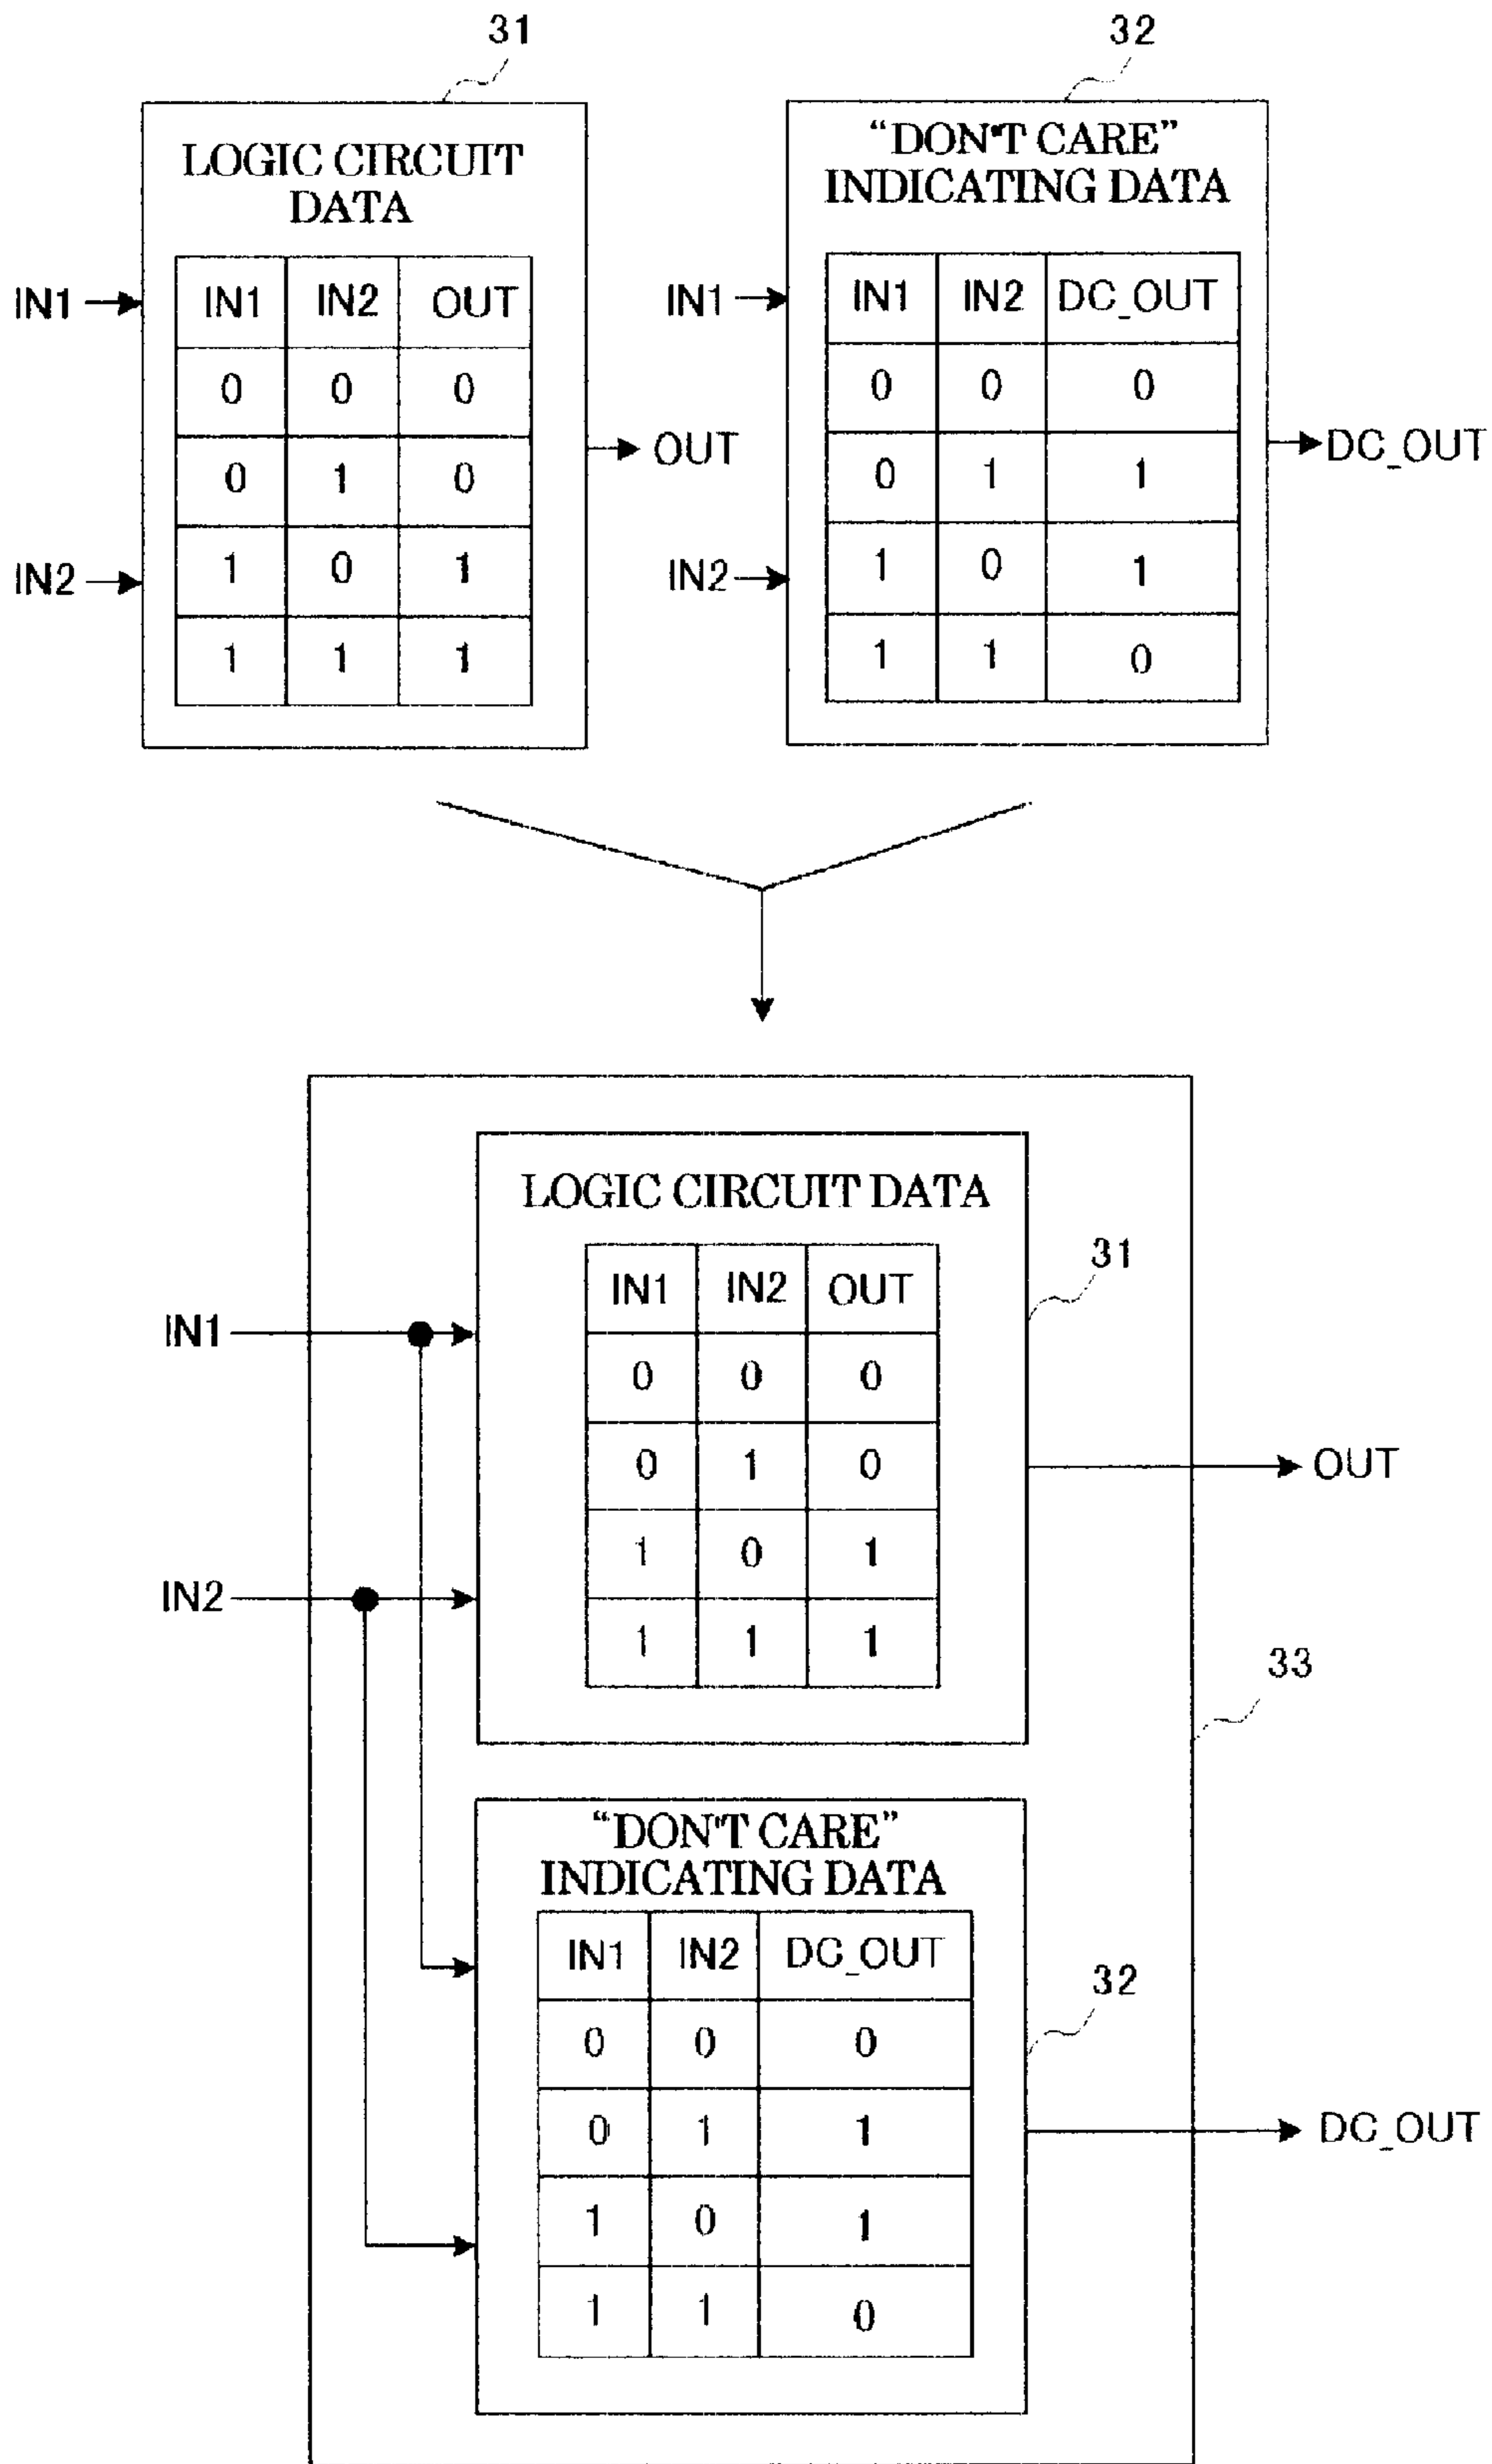 31
32
LOGIC CIRCUIT
DATA
IN1 IN2 OUT
0 0 0
0 1 0
1 0 1
1 1 1
IN1
IN2
OUT
“DON'T CARE”
INDICATING DATA
IN1 IN2 DC_OUT
0 0 0
0 1 1
1 0 1
1 1 0
IN1
IN2
DC_OUT
LOGIC CIRCUIT DATA
IN1 IN2 OUT
0 0 0
0 1 0
1 0 1
1 1 1
31
IN1
IN2
OUT
33
“DON'T CARE”
INDICATING DATA
IN1 IN2 DC_OUT
0 0 0
0 1 1
1 0 1
1 1 0
32
DC_OUT